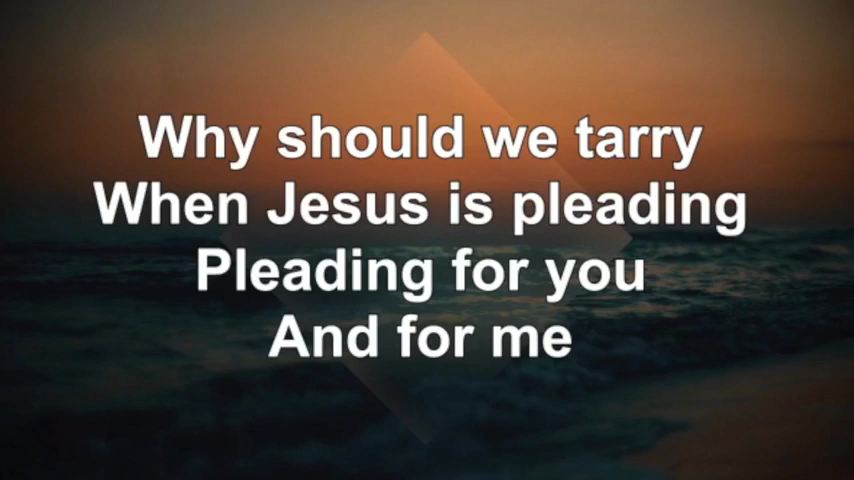 Why should we tarry
When Jesus is pleading
Pleading for you
And for me